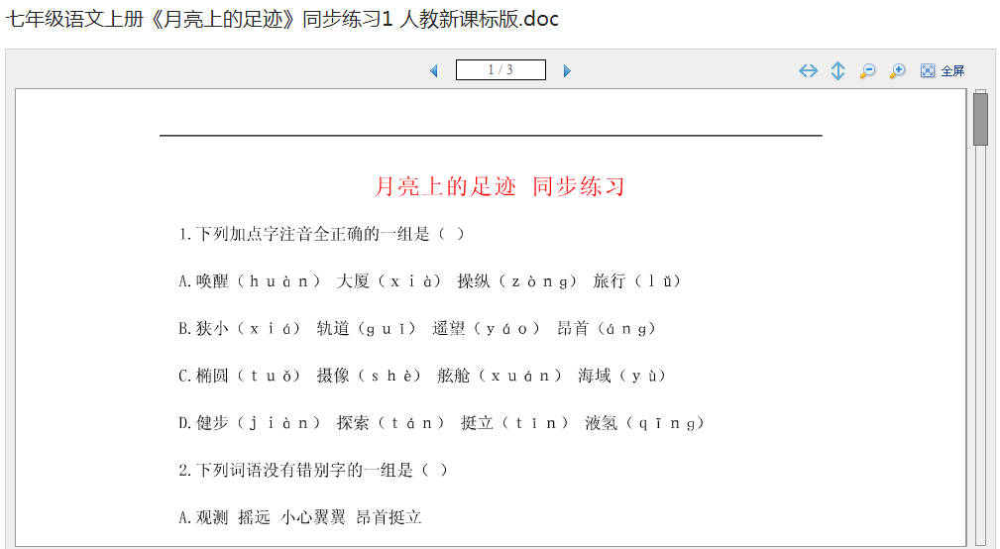 七年级语文上册《月亮上的足迹》同步练习1 人教新课标版.doc
1 / 3
全屏
月亮上的足迹 同步练习
1.下列加点字注音全正确的一组是（ ）
A.唤醒（huàn） 大厦（xià） 操纵（zòng） 旅行（lǔ）
B.狭小（xiá） 轨道（guǐ） 遥望（yáo） 昂首（áng）
C.椭圆（tuǒ） 摄像（shè） 舷舱（xuán） 海域（yù）
D.健步（jiàn） 探索（tán） 挺立（tǐn） 液氢（qīng）
2.下列词语没有错别字的一组是（ ）
A.观测 摇远 小心翼翼 昂首挺立